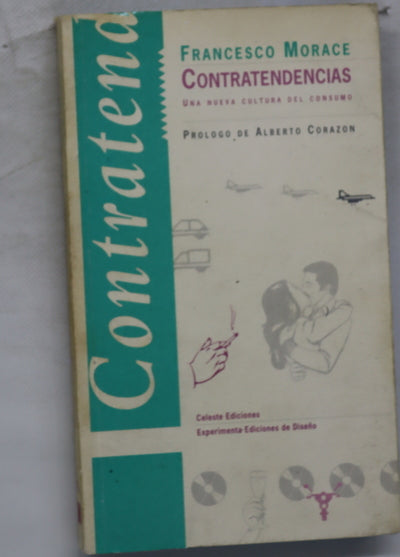 Contratend
FRANCESCO MORACE
CONTRATENDENCIAS
UNA NUEVA CULTURA DEL CONSUMO
PROLOGO DE ALBERTO CORAZON
Celeste Ediciones
Experimenta-Ediciones de Diseño